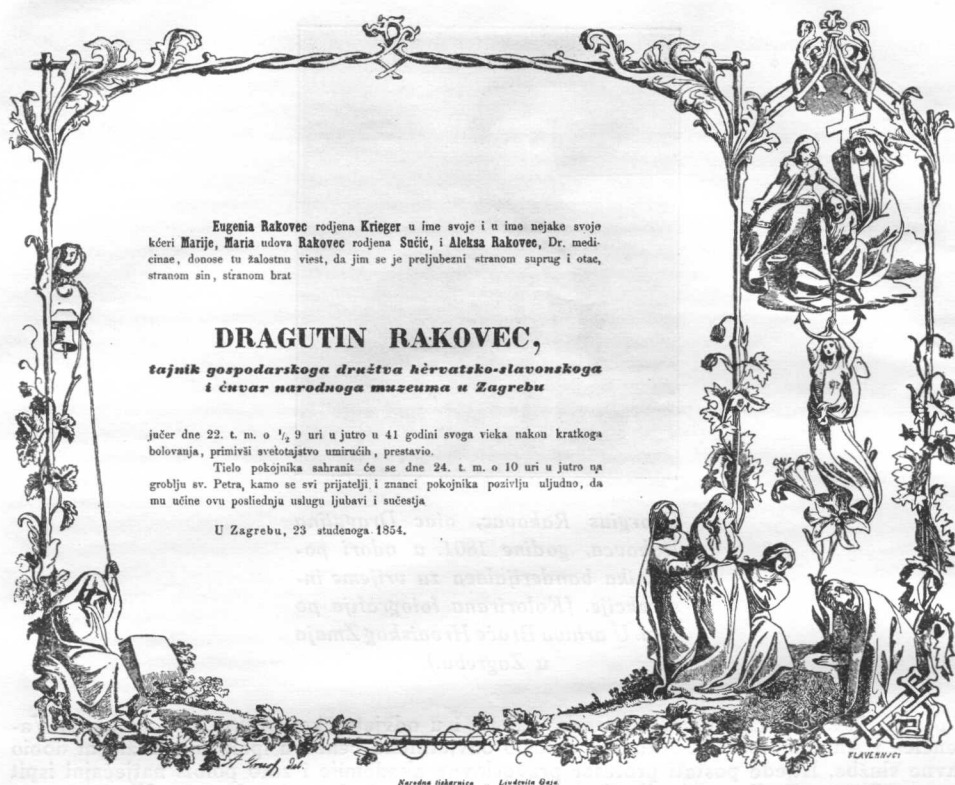 Eugenia Rakovec rodjena Krieger u ime svoje i u ime nejake svoje
kćeri Marije, Maria udova Rakovec rodjena Sučić, i Aleksa Rakovec, Dr. medi-
cinae, donose tu žalostnu viest, da jim se je preljubezni stranom suprug i otac,
stranom sin, stranom brat
DRAGUTIN RAKOVEC,
tajnik gospodarskoga družtva hèrvatsko-slavonskoga
i čuvar narodnoga muzeuma u Zagrebu
jučer dne 22. t. m. o ½ 9 uri u jutro u 41 godini svoga vieka nakon kratkoga
bolovanja, primivši svetotajstvo umirućih, prestavio.
Tielo pokojnika sahranit će se dne 24. t. m. o 10 uri u jutro na
groblju sv. Petra, kamo se svi prijatelji i znanci pokojnika pozivlju uljudno, da
mu učine ovu posliednju uslugu ljubavi i sučestja
U Zagrebu, 23 studenoga 1854.
del.
Narodna tiskarnica Ljudevita Gaja